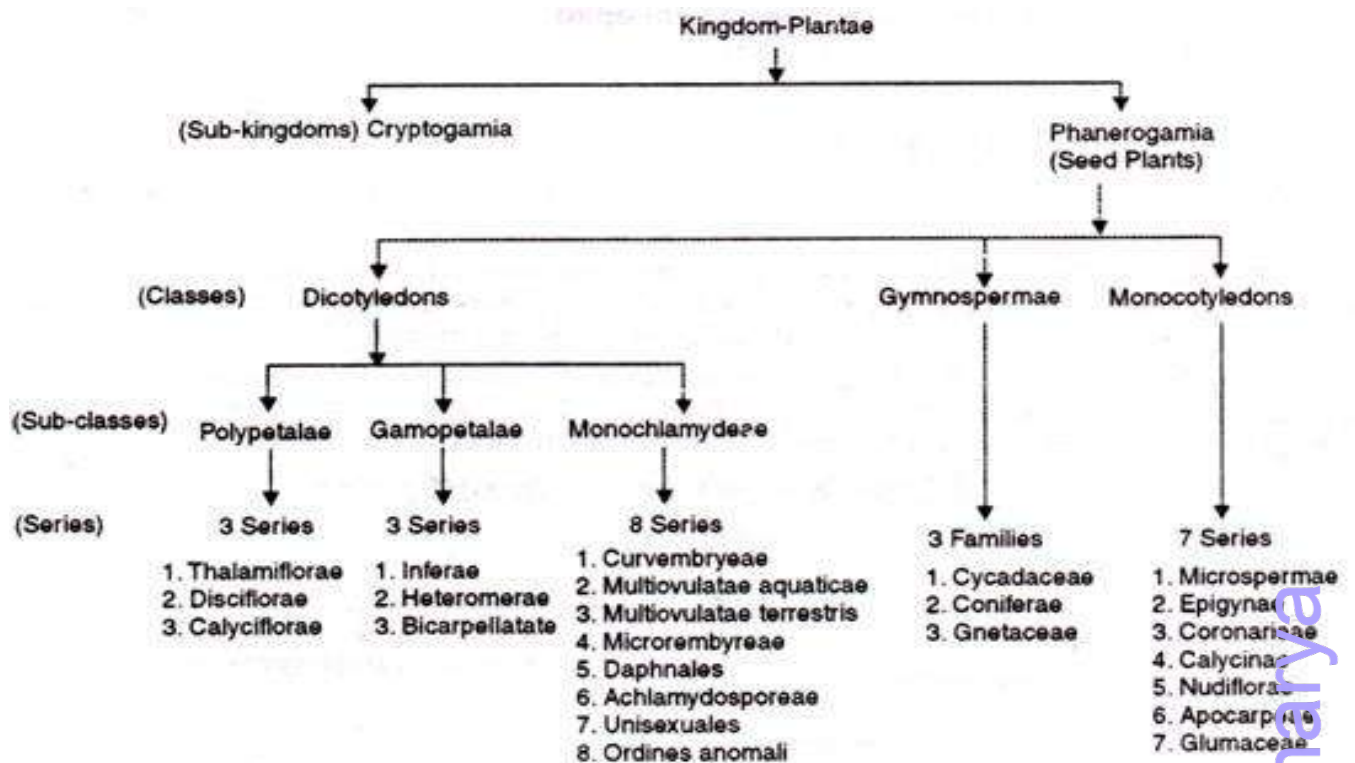 Kingdom-Plantae
(Sub-kingdoms) Cryptogamia
Phanerogamia
(Seed Plants)
(Classes) Dicotyledons Gymnospermae Monocotyledons
(Sub-classes) Polypetalae Gamopetalae Monochlamydeae
(Series)
3 Series
1. Thalamiflorae
2. Disciflorae
3. Calyciflorae
3 Series
1. Inferae
2. Heteromerae
3. Bicarpellatate
8 Series
1. Curvembryeae
2. Multiovulatae aquaticae
3. Multiovulatae terrestris
4. Microrembyreae
5. Daphnales
6. Achlamydosporeae
7. Unisexuales
8. Ordines anomali
3 Families
1. Cycadaceae
2. Coniferae
3. Gnetaceae
7 Series
1. Microspermae
2. Epigynae
3. Coronarieae
4. Calycinae
5. Nudiflorae
6. Apocarpeae
7. Glumaceae